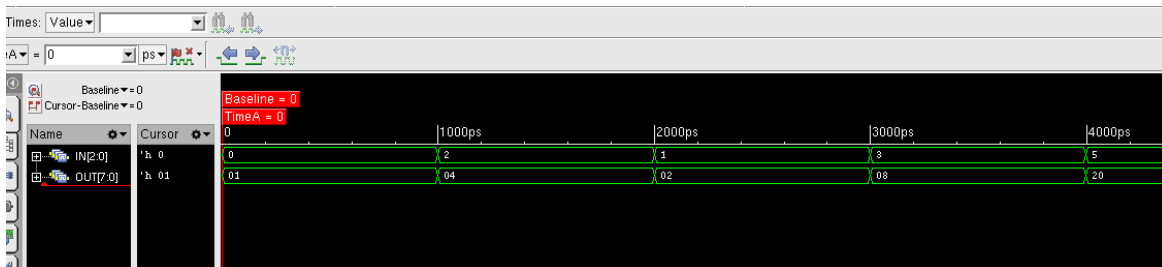 Times: Value
A = 0 ps
Baseline = 0
Cursor-Baseline = 0
Baseline = 0
TimeA = 0
Name Cursor 0 1000ps 2000ps 3000ps 4000ps
IN[2:0] 'h 0 0 2 1 3 5
OUT[7:0] 'h 01 01 04 02 08 20